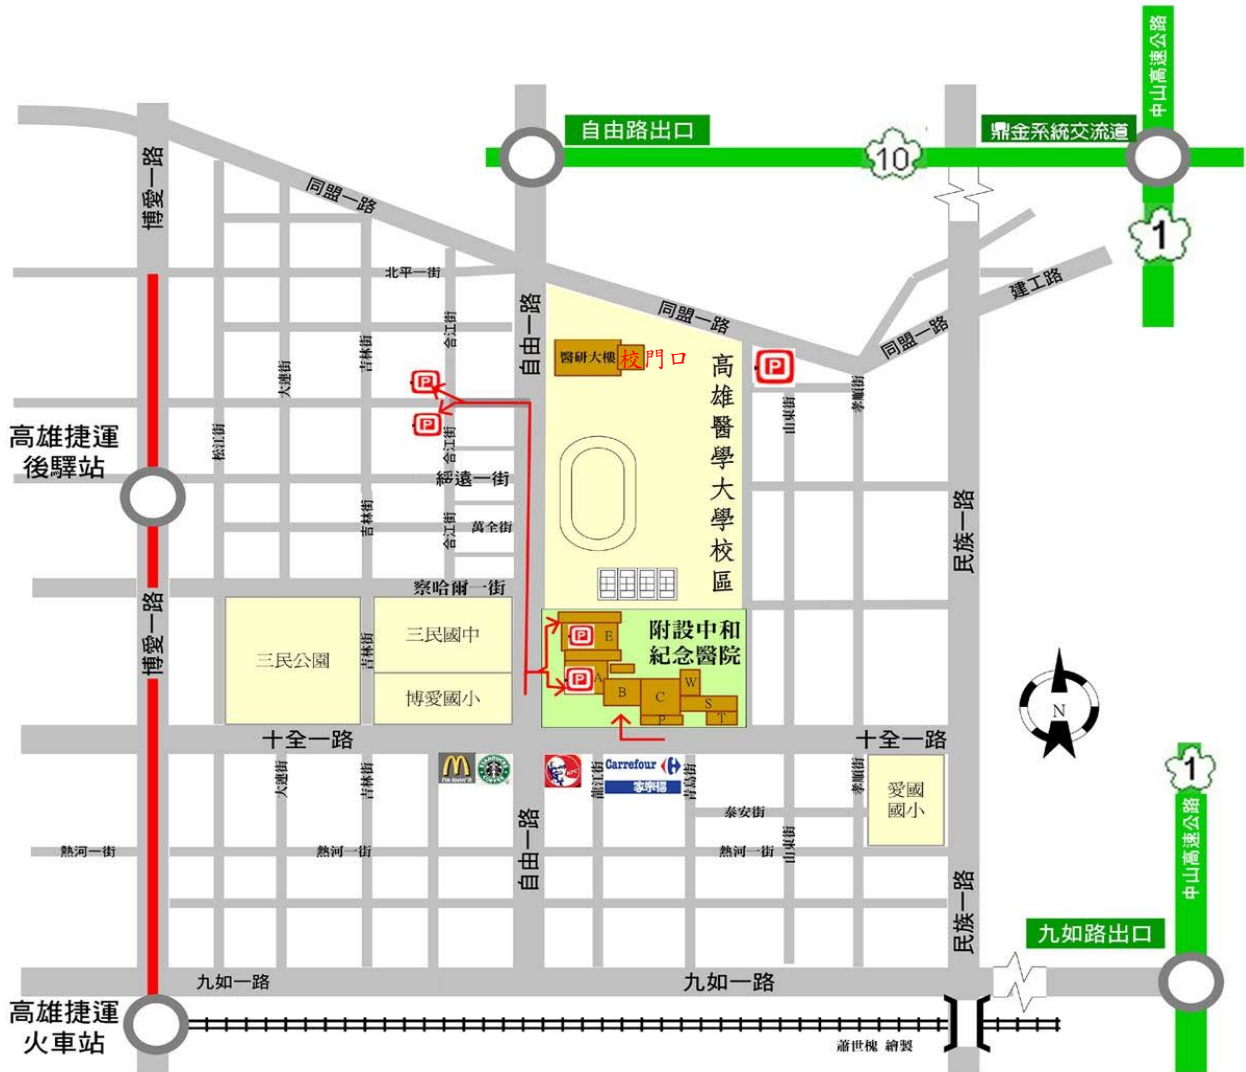 中山高速公路
自由路出口
10
鼎金系統交流道
1
博愛一路
同盟一路
北平一街
自由一路
同盟一路
建工路
同盟一路
合江街
吉林街
大連街
松江街
醫研大樓
校門口
高雄醫學大學校區
P
P
P
山東街
孝順街
高雄捷運
後驛站
合江街
綏遠一街
吉林街
合江街
萬全街
民族一路
察哈爾一街
博愛一路
三民公園
吉林街
三民國中
博愛國小
附設中和
紀念醫院
P
E
P
A
B
C
W
S
P
T
N
十全一路
十全一路
大連街
吉林街
i'm lovin' it
STARBUCKS COFFEE
KFC
龍江街
Carrefour
家樂福
青島街
孝順街
愛國
國小
泰安街
山東街
自由一路
熱河一街
熱河一街
熱河一街
1
中山高速公路
民族一路
九如路出口
九如一路
九如一路
高雄捷運
火車站
蕭世槐 繪製